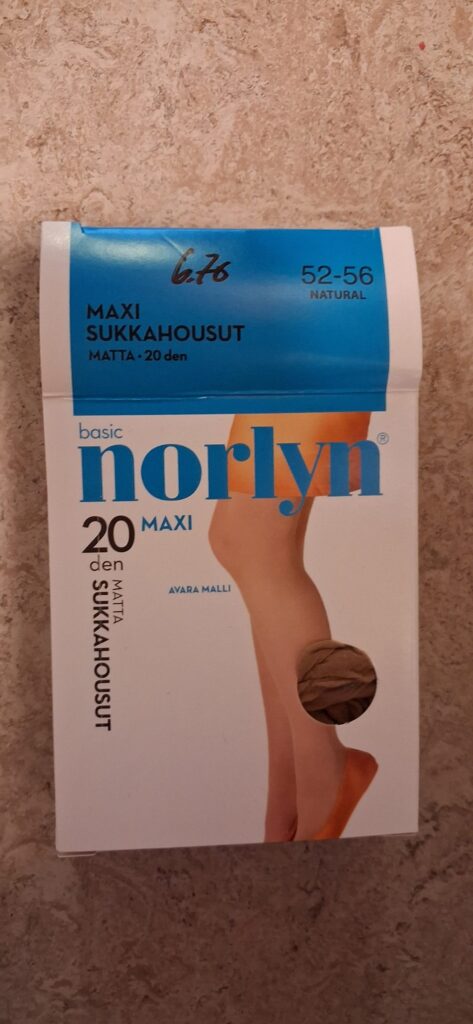 6.76
52-56
NATURAL
MAXI
SUKKAHOUSUT
MATTA - 20 den
basic
norlyn®
20 MAXI
den
MATTA
SUKKAHOUSUT
AVARA MALLI